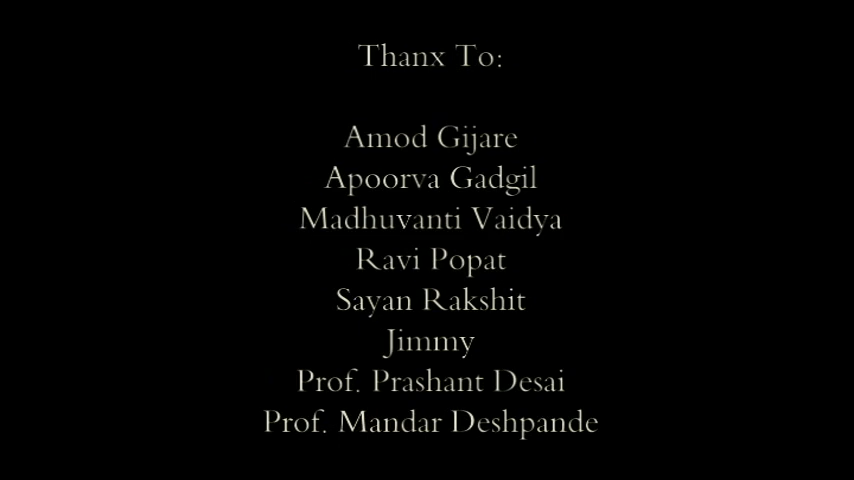 Thanx To:
Amod Gijare
Apoorva Gadgil
Madhuvanti Vaidya
Ravi Popat
Sayan Rakshit
Jimmy
Prof. Prashant Desai
Prof. Mandar Deshpande